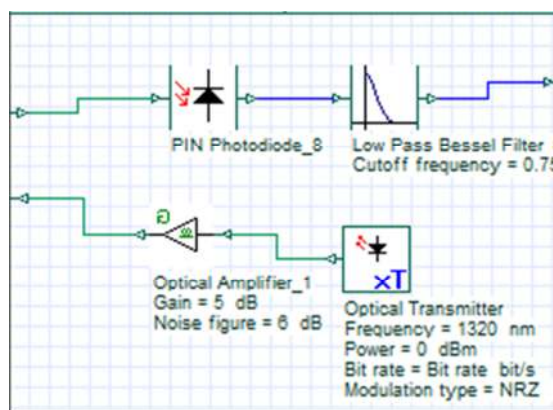 PIN Photodiode_8
Low Pass Bessel Filter
Cutoff frequency = 0.75
Optical Amplifier_1
Gain = 5 dB
Noise figure = 6 dB
xT
Optical Transmitter
Frequency = 1320 nm
Power = 0 dBm
Bit rate = Bit rate bit/s
Modulation type = NRZ